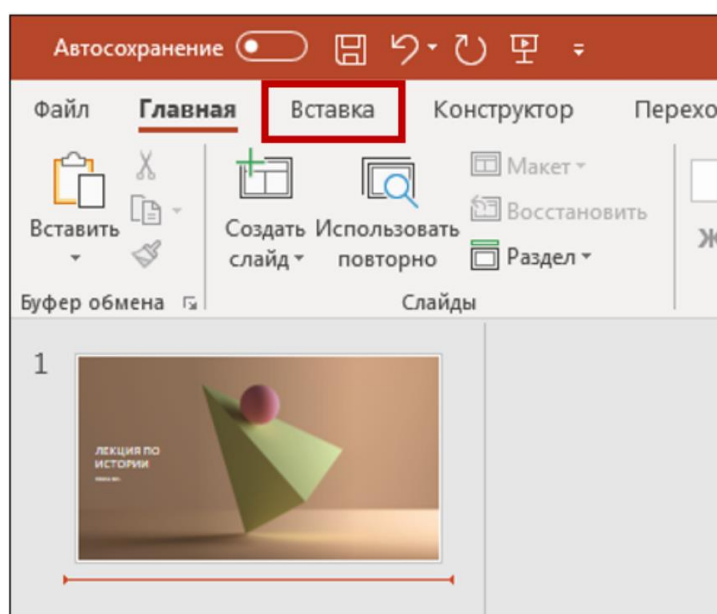 Автосохранение
Файл Главная Вставка Конструктор Перехо
Вставить
Создать слайд
Использовать повторно
Макет
Восстановить
Раздел
Ж
Буфер обмена Слайды
1
ЛЕКЦИЯ ПО
ИСТОРИИ